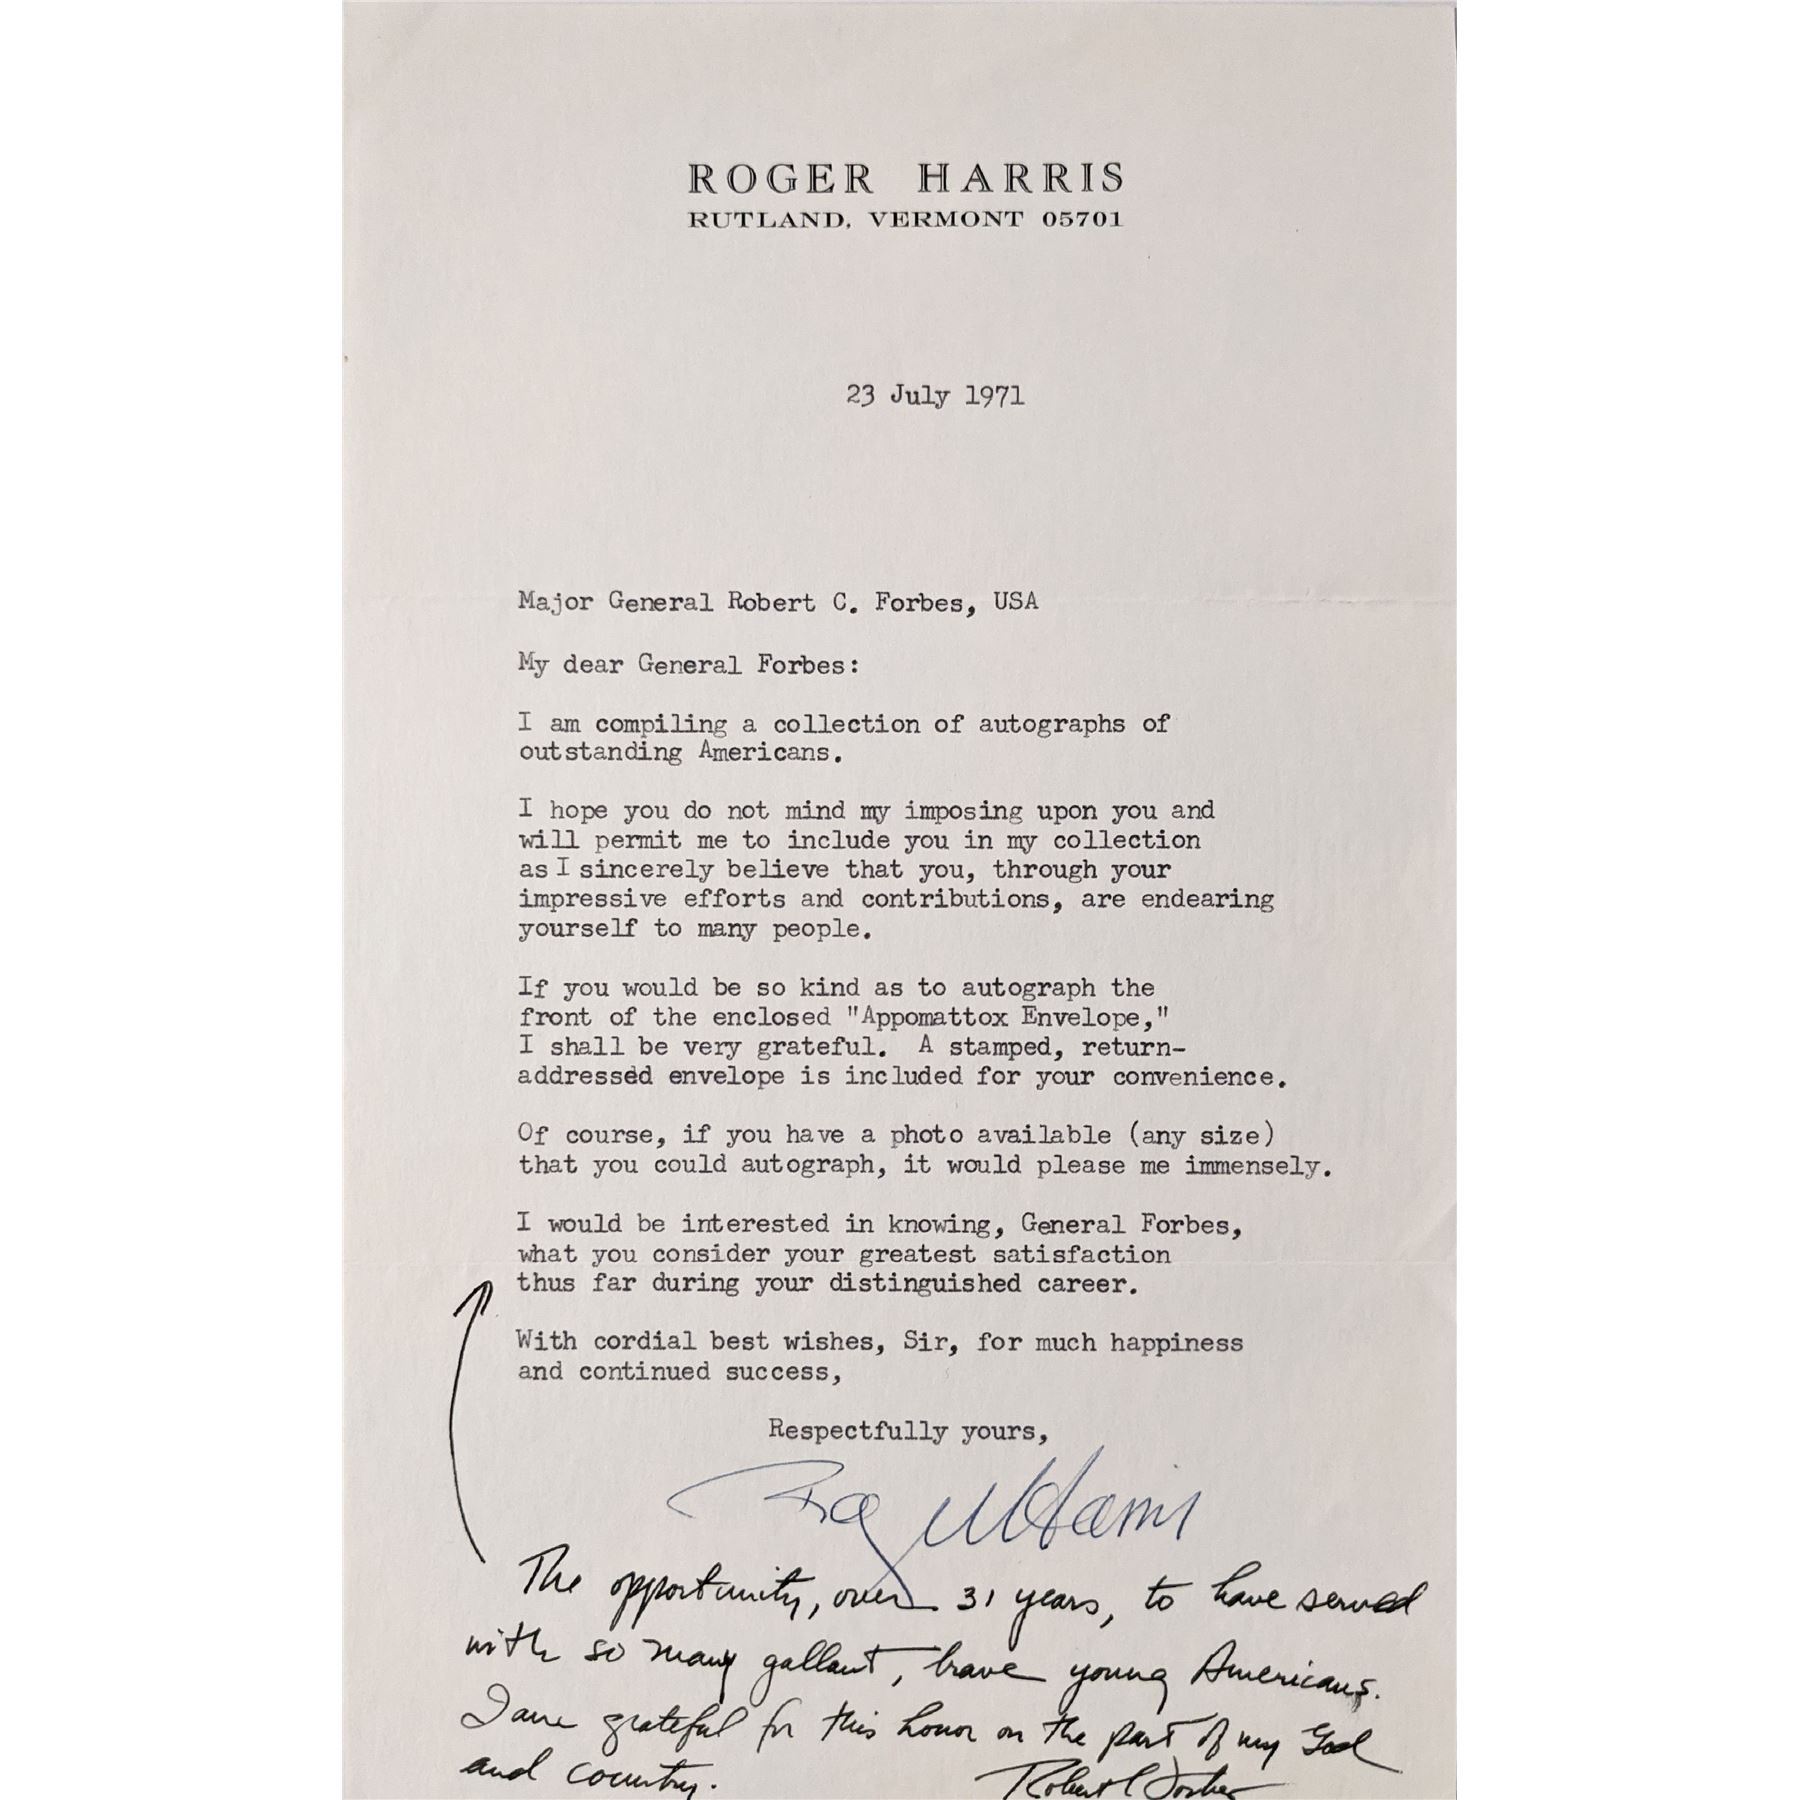 ROGER HARRIS
RUTLAND, VERMONT 05701
23 July 1971
Major General Robert C. Forbes, USA
My dear General Forbes:
I am compiling a collection of autographs of
outstanding Americans.
I hope you do not mind my imposing upon you and
will permit me to include you in my collection
as I sincerely believe that you, through your
impressive efforts and contributions, are endearing
yourself to many people.
If you would be so kind as to autograph the
front of the enclosed "Appomattox Envelope,"
I shall be very grateful. A stamped, return-
addressed envelope is included for your convenience.
Of course, if you have a photo available (any size)
that you could autograph, it would please me immensely.
I would be interested in knowing, General Forbes,
what you consider your greatest satisfaction
thus far during your distinguished career.
With cordial best wishes, Sir, for much happiness
and continued success,
Respectfully yours,
Roger Harris
The opportunity, over 31 years, to have served
with so many gallant, brave young Americans.
I am grateful for this honor on the part of my God
and country.
Robert C Forbes